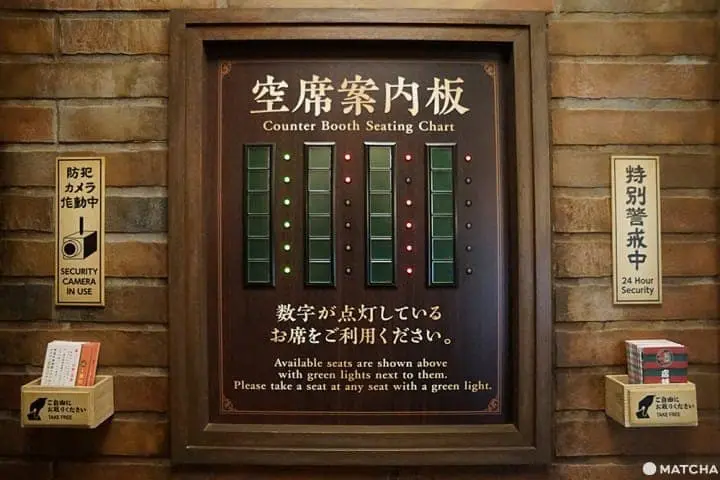 空席案内板
Counter Booth Seating Chart
数字が点灯している
お席をご利用ください。
Available seats are shown above
with green lights next to them.
Please take a seat at any seat with a green light.
防犯
カメラ
作動中
SECURITY
CAMERA
IN USE
特別警戒中
24 Hour
Security
ご自由に
お取りください
TAKE FREE
ご自由に
お取りください
TAKE FREE
MATCHA